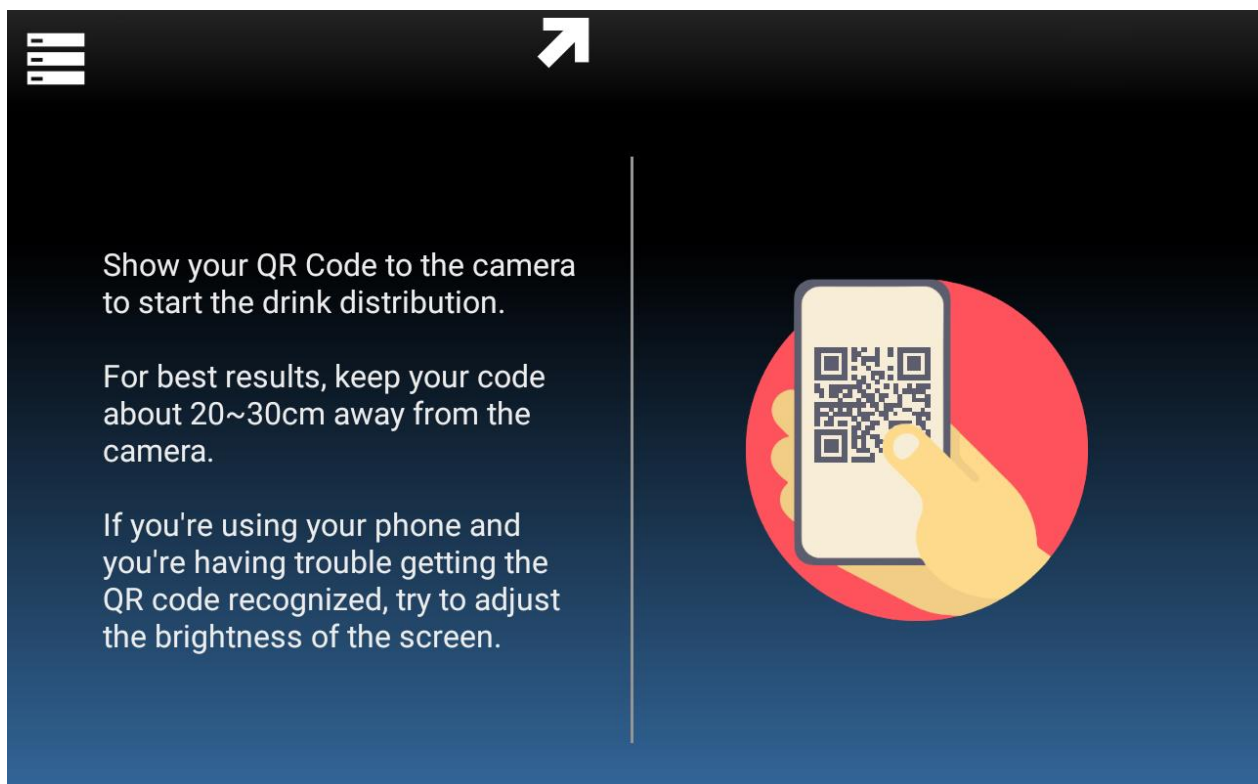 Show your QR Code to the camera
to start the drink distribution.
For best results, keep your code
about 20~30cm away from the
camera.
If you're using your phone and
you're having trouble getting the
QR code recognized, try to adjust
the brightness of the screen.